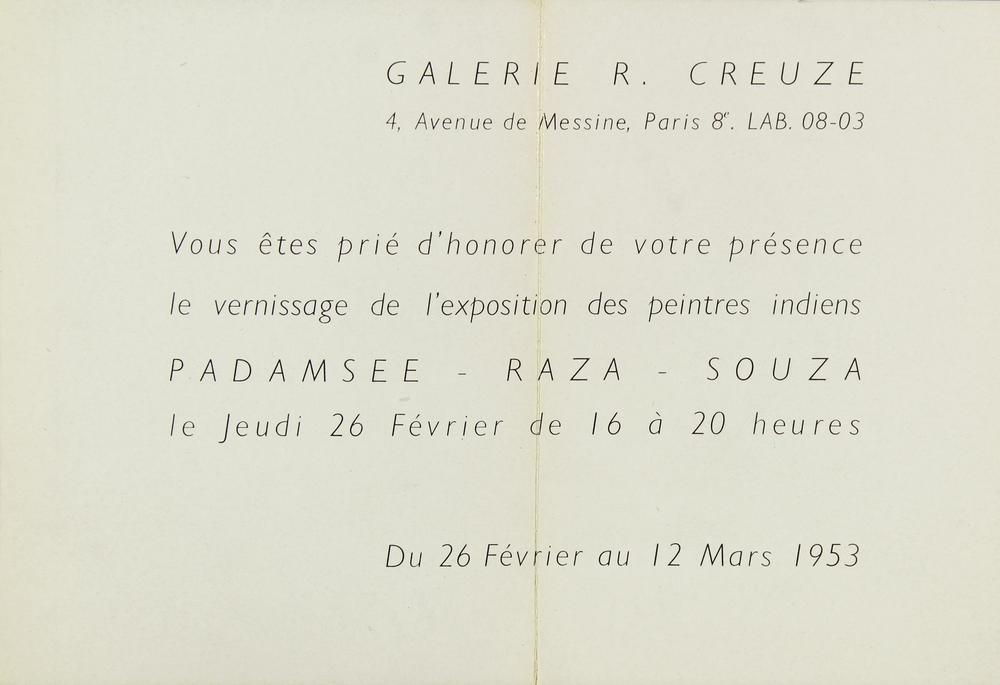 GALERIE R. CREUZE
4, Avenue de Messine, Paris 8e. LAB. 08-03
Vous êtes prié d'honorer de votre présence
le vernissage de l'exposition des peintres indiens
PADAMSEE - RAZA - SOUZA
le Jeudi 26 Février de 16 à 20 heures
Du 26 Février au 12 Mars 1953